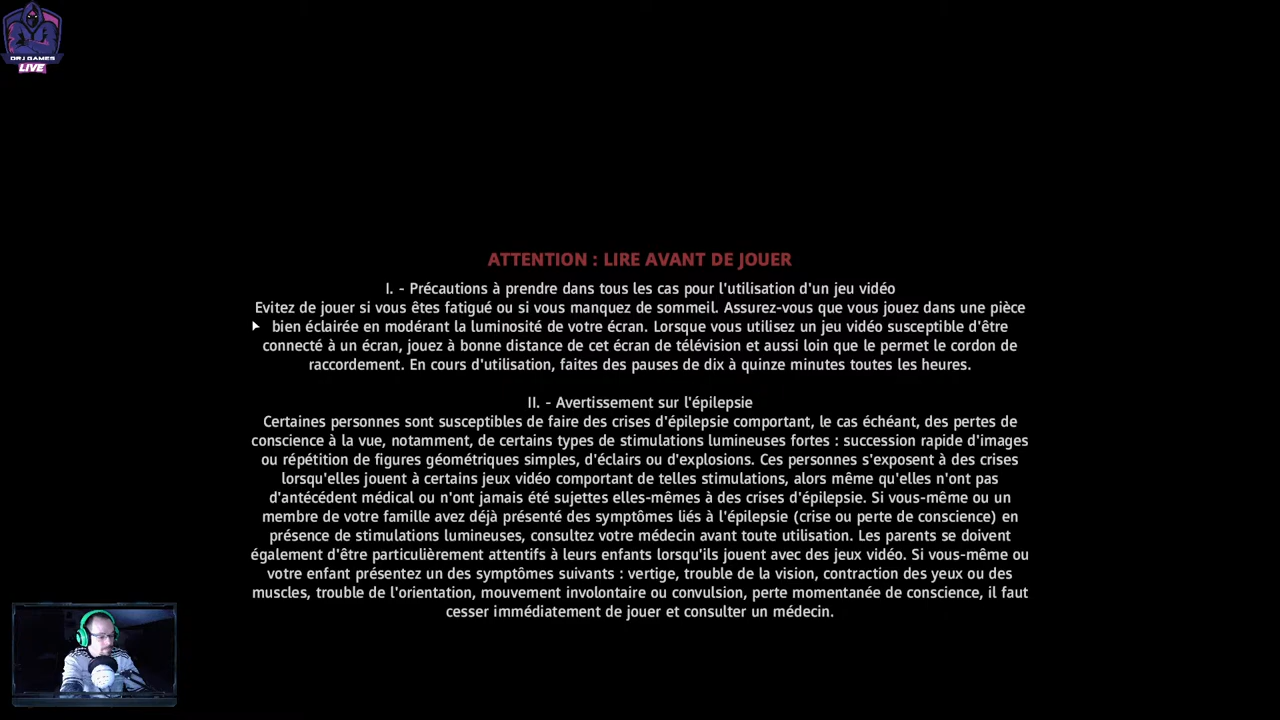 DRJ GAMES
LIVE
ATTENTION : LIRE AVANT DE JOUER
I. - Précautions à prendre dans tous les cas pour l'utilisation d'un jeu vidéo
Evitez de jouer si vous êtes fatigué ou si vous manquez de sommeil. Assurez-vous que vous jouez dans une pièce
bien éclairée en modérant la luminosité de votre écran. Lorsque vous utilisez un jeu vidéo susceptible d'être
connecté à un écran, jouez à bonne distance de cet écran de télévision et aussi loin que le permet le cordon de
raccordement. En cours d'utilisation, faites des pauses de dix à quinze minutes toutes les heures.
II. - Avertissement sur l'épilepsie
Certaines personnes sont susceptibles de faire des crises d'épilepsie comportant, le cas échéant, des pertes de
conscience à la vue, notamment, de certains types de stimulations lumineuses fortes : succession rapide d'images
ou répétition de figures géométriques simples, d'éclairs ou d'explosions. Ces personnes s'exposent à des crises
lorsqu'elles jouent à certains jeux vidéo comportant de telles stimulations, alors même qu'elles n'ont pas
d'antécédent médical ou n'ont jamais été sujettes elles-mêmes à des crises d'épilepsie. Si vous-même ou un
membre de votre famille avez déjà présenté des symptômes liés à l'épilepsie (crise ou perte de conscience) en
présence de stimulations lumineuses, consultez votre médecin avant toute utilisation. Les parents se doivent
également d'être particulièrement attentifs à leurs enfants lorsqu'ils jouent avec des jeux vidéo. Si vous-même ou
votre enfant présentez un des symptômes suivants : vertige, trouble de la vision, contraction des yeux ou des
muscles, trouble de l'orientation, mouvement involontaire ou convulsion, perte momentanée de conscience, il faut
cesser immédiatement de jouer et consulter un médecin.